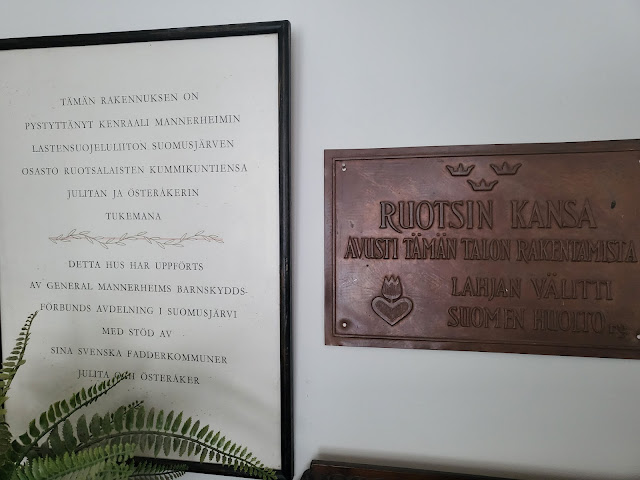 TÄMÄN RAKENNUKSEN ON
PYSTYTTÄNYT KENRAALI MANNERHEIMIN
LASTENSUOJELULIITON SUOMUSJÄRVEN
OSASTO RUOTSALAISTEN KUMMIKUNTIENSA
JULITAN JA ÖSTERÅKERIN
TUKEMANA
DETTA HUS HAR UPPFÖRTS
AV GENERAL MANNERHEIMS BARNSKYDDS-
FÖRBUNDS AVDELNING I SUOMUSJÄRVI
MED STÖD AV
SINA SVENSKA FADDERKOMMUNER
JULITA OCH ÖSTERÅKER
RUOTSIN KANSA
AVUSTI TÄMÄN TALON RAKENTAMISTA
LAHJAN VÄLITTI
SUOMEN HUOLTO r.y.